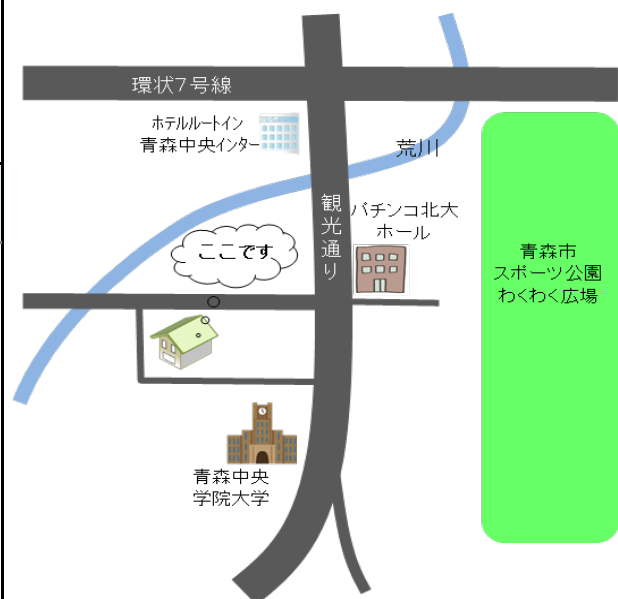 環状7号線
ホテルルートイン
青森中央インター
荒川
観光通り
パチンコ北大
ホール
ここです
青森市
スポーツ公園
わくわく広場
青森中央
学院大学